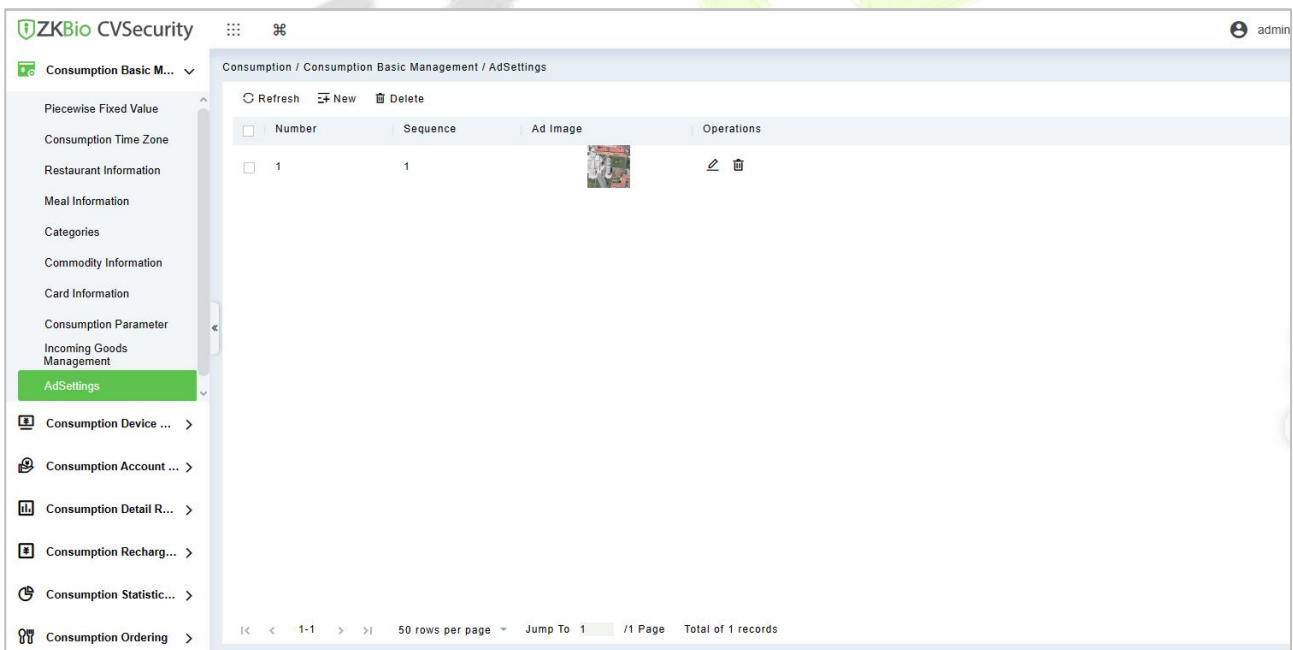 ZKBio CVSecurity
admin
Consumption Basic M...
Piecewise Fixed Value
Consumption Time Zone
Restaurant Information
Meal Information
Categories
Commodity Information
Card Information
Consumption Parameter
Incoming Goods
Management
AdSettings
Consumption Device ...
Consumption Account ...
Consumption Detail R...
Consumption Recharg...
Consumption Statistic...
Consumption Ordering
Consumption / Consumption Basic Management / AdSettings
Refresh New Delete
Number Sequence Ad Image Operations
1 1
1-1 50 rows per page Jump To 1 /1 Page Total of 1 records